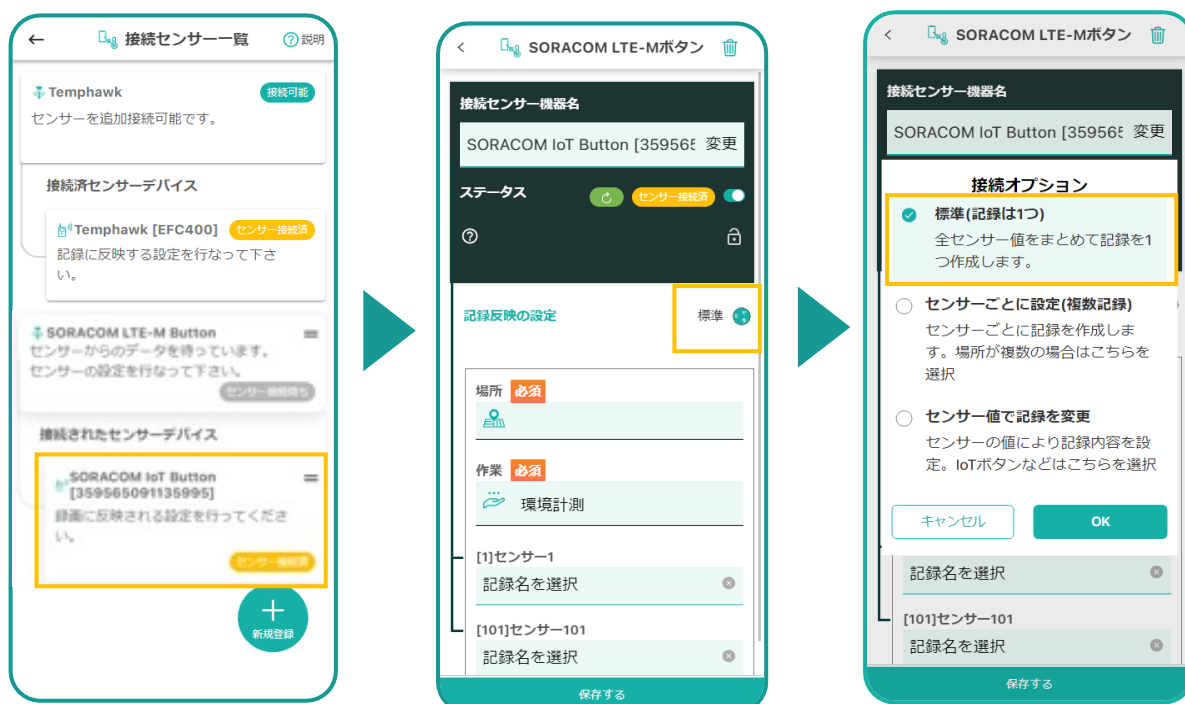 接続センサー一覧
説明
Temphawk
接続可能
センサーを追加接続可能です。
接続済センサーデバイス
Temphawk [EFC400]
センサー接続済
記録に反映する設定を行なって下さ
い。
SORACOM LTE-M Button
センサーからのデータを待っています。
センサーの設定を行なって下さい。
センサー接続待ち
接続されたセンサーデバイス
SORACOM IoT Button
[359565091135995]
録画に反映される設定を行ってくださ
い。
センサー接続済
新規登録
SORACOM LTE-Mボタン
接続センサー機器名
SORACOM IoT Button [35956
変更
ステータス
センサー接続済
記録反映の設定
標準
場所 必須
作業 必須
環境計測
[1]センサー1
記録名を選択
[101]センサー101
記録名を選択
保存する
SORACOM LTE-Mボタン
接続センサー機器名
SORACOM IoT Button [35956
変更
接続オプション
標準(記録は1つ)
全センサー値をまとめて記録を1
つ作成します。
センサーごとに設定(複数記録)
センサーごとに記録を作成しま
す。場所が複数の場合はこちらを
選択
センサー値で記録を変更
センサーの値により記録内容を設
定。IoTボタンなどはこちらを選択
キャンセル
OK
記録名を選択
[101]センサー101
記録名を選択
保存する